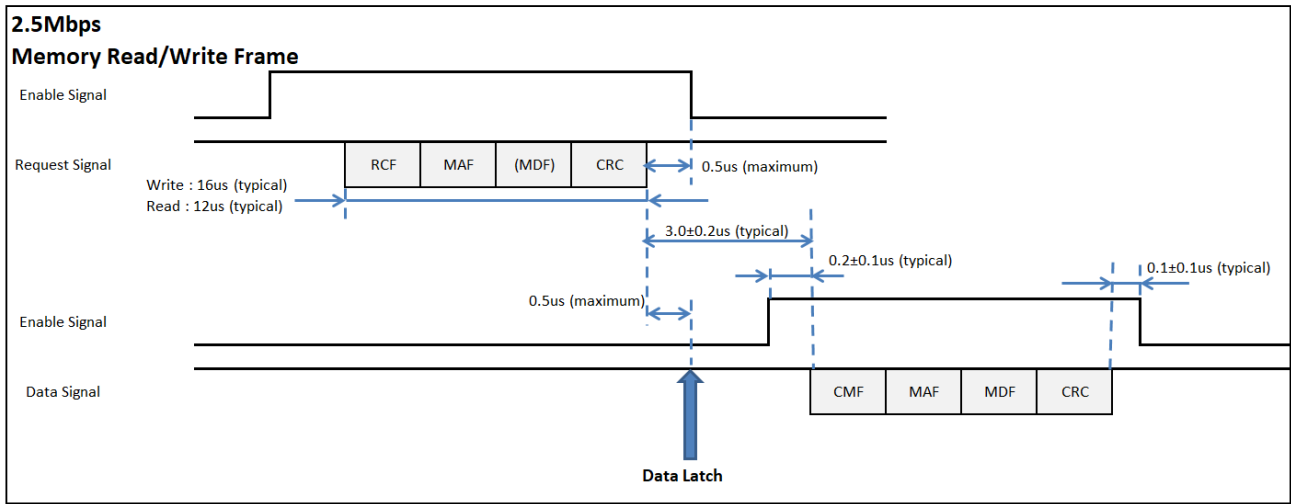 2.5Mbps
Memory Read/Write Frame
Enable Signal
Request Signal
RCF
MAF
(MDF)
CRC
0.5us (maximum)
Write : 16us (typical)
Read : 12us (typical)
3.0±0.2us (typical)
0.2±0.1us (typical)
0.1±0.1us (typical)
0.5us (maximum)
Enable Signal
Data Signal
CMF
MAF
MDF
CRC
Data Latch